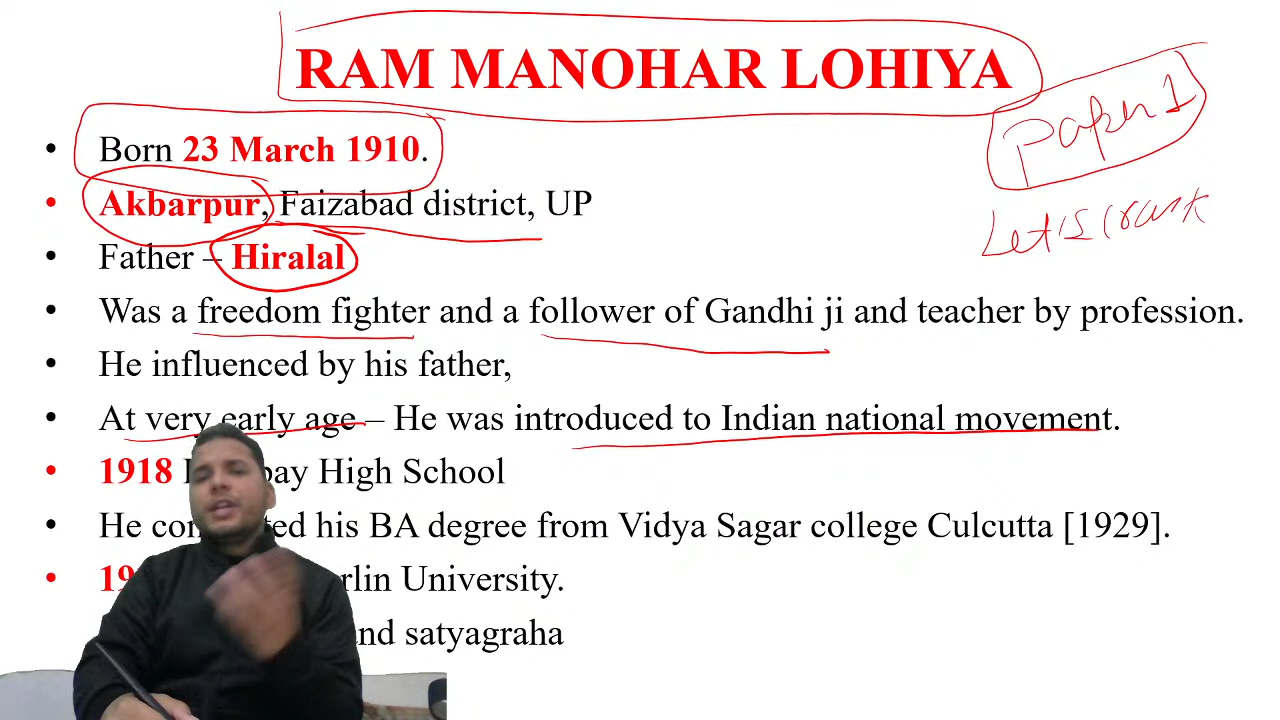 RAM MANOHAR LOHIYA
Paper 1
Let's crack
• Born 23 March 1910.
• Akbarpur, Faizabad district, UP
• Father – Hiralal
• Was a freedom fighter and a follower of Gandhi ji and teacher by profession.
• He influenced by his father,
• At very early age – He was introduced to Indian national movement.
• 1918 bay High School
• He com ted his BA degree from Vidya Sagar college Culcutta [1929].
• 19 rlin University.
and satyagraha